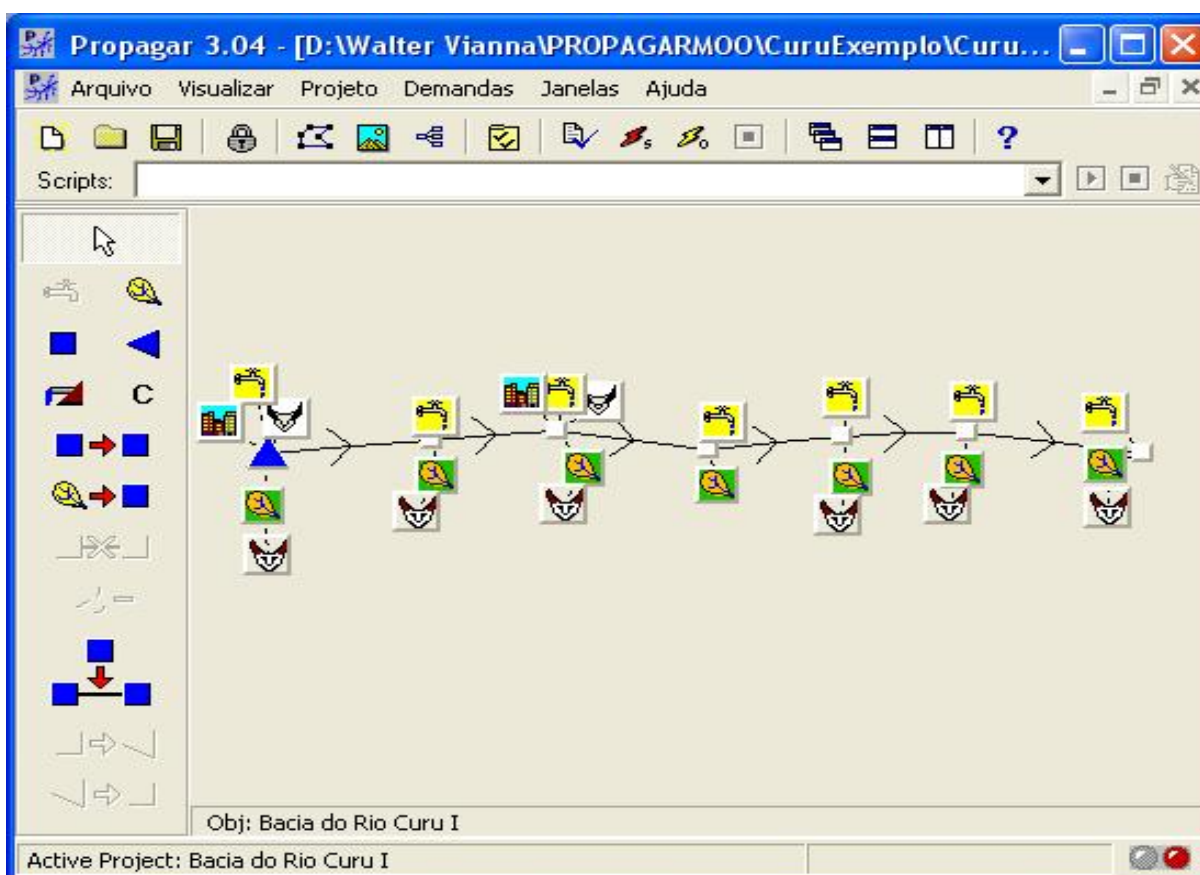 Propagar 3.04 - [D:\Walter Vianna\PROPAGARMOO\CuruExemplo\Curu...
Arquivo Visualizar Projeto Demandas Janelas Ajuda
Scripts:
C
Obj: Bacia do Rio Curu I
Active Project: Bacia do Rio Curu I